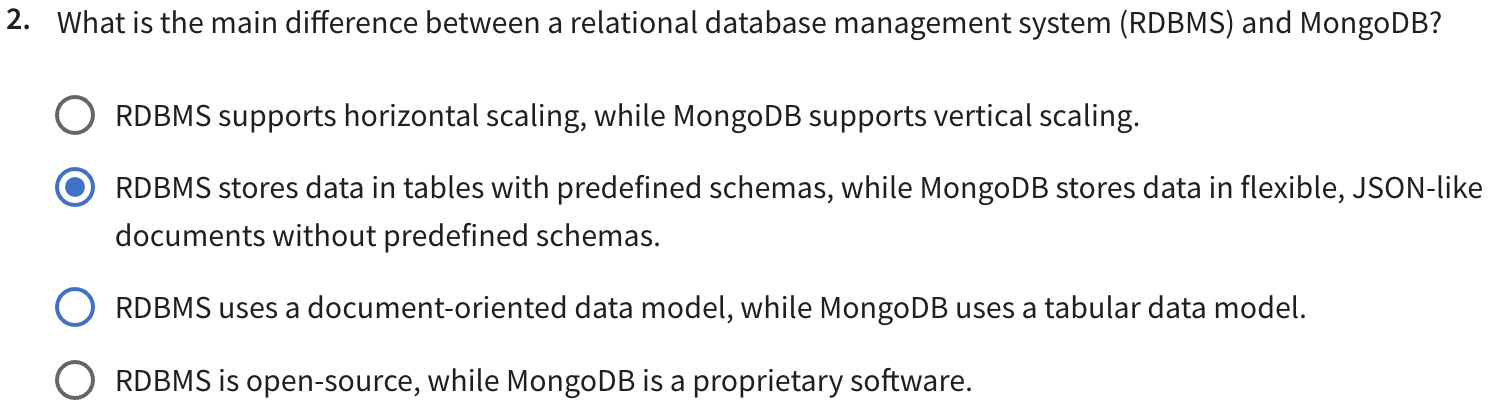 2. What is the main difference between a relational database management system (RDBMS) and MongoDB?
RDBMS supports horizontal scaling, while MongoDB supports vertical scaling.
RDBMS stores data in tables with predefined schemas, while MongoDB stores data in flexible, JSON-like
documents without predefined schemas.
RDBMS uses a document-oriented data model, while MongoDB uses a tabular data model.
RDBMS is open-source, while MongoDB is a proprietary software.